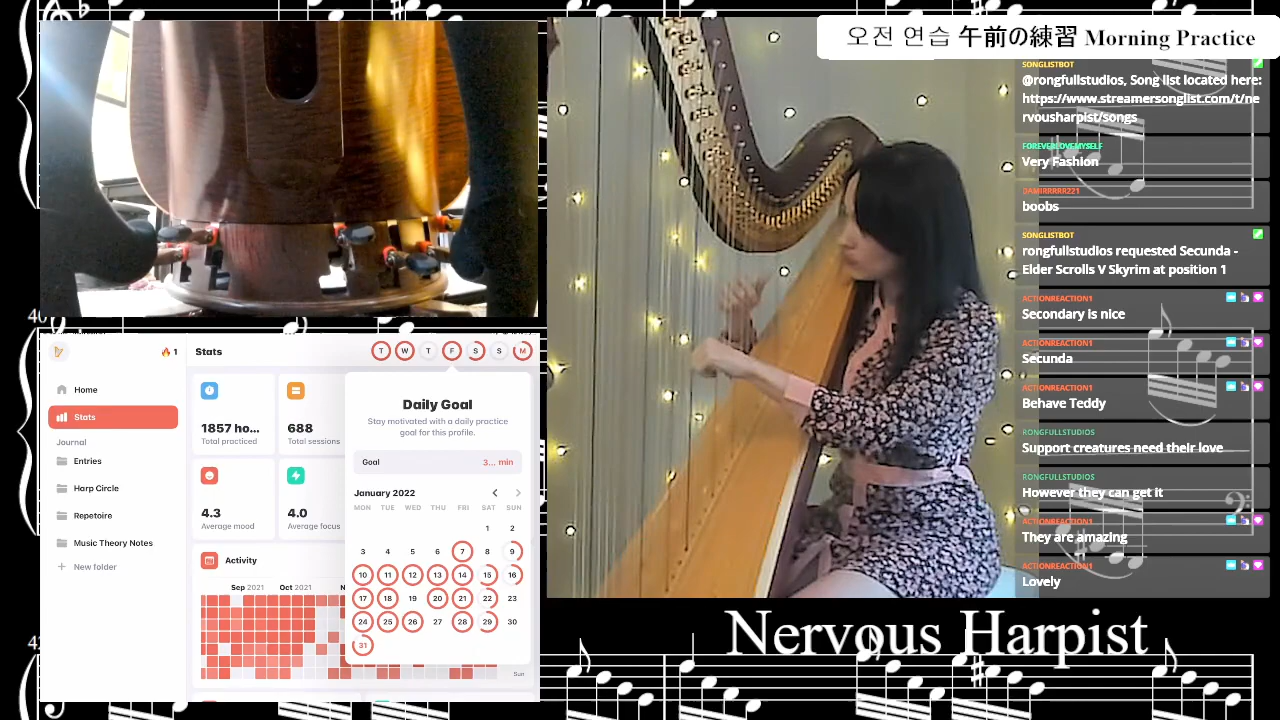 오전 연습 午前の練習 Morning Practice
SONGLISTBOT
@rongfullstudios, Song list located here:
https://www.streamersonglist.com/t/ne
rvousharpist/songs
FOREVERLOVEMYSELF
Very Fashion
DAMIRRRRR221
boobs
SONGLISTBOT
rongfullstudios requested Secunda -
Elder Scrolls V Skyrim at position 1
ACTIONREACTION1
Secondary is nice
ACTIONREACTION1
Secunda
ACTIONREACTION1
Behave Teddy
RONGFULLSTUDIOS
Support creatures need their love
RONGFULLSTUDIOS
However they can get it
ACTIONREACTION1
They are amazing
ACTIONREACTION1
Lovely
Nervous Harpist
40
1
Home
Stats
Journal
Entries
Harp Circle
Repetoire
Music Theory Notes
New folder
Stats
T W T F S S M
1857 ho...
Total practiced
688
Total sessions
4.3
Average mood
4.0
Average focus
Activity
Sep 2021 Oct 2021 N
Sun
Daily Goal
Stay motivated with a daily practice
goal for this profile.
Goal 3... min
January 2022
MON TUE WED THU FRI SAT SUN
1 2
3 4 5 6 7 8 9
10 11 12 13 14 15 16
17 18 19 20 21 22 23
24 25 26 27 28 29 30
31